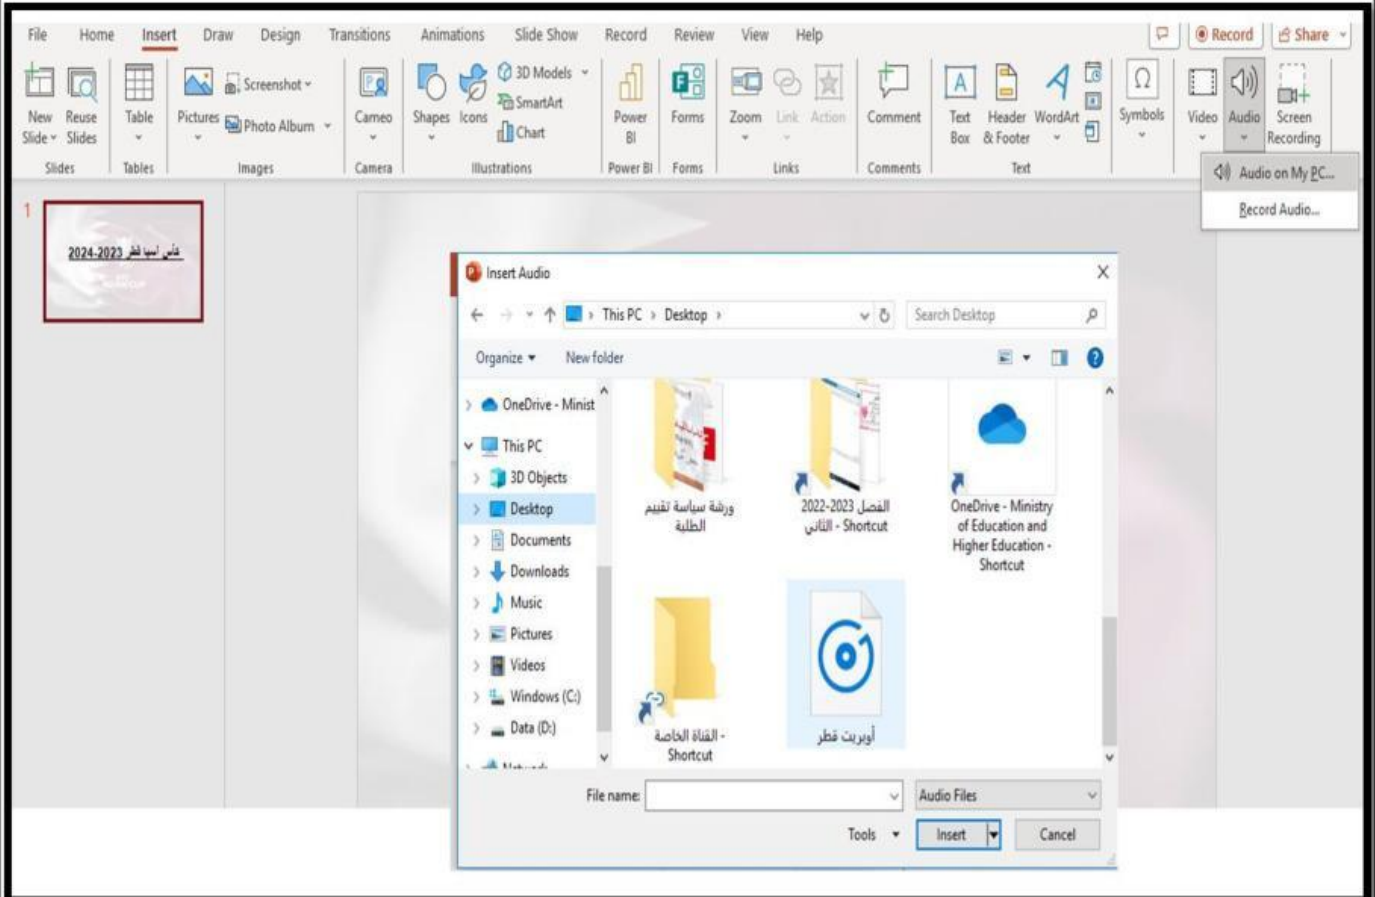 File Home Insert Draw Design Transitions Animations Slide Show Record Review View Help Record Share
New Slide
Reuse Slides
Table
Pictures
Screenshot
Photo Album
Cameo
Shapes
Icons
3D Models
SmartArt
Chart
Power BI
Forms
Zoom
Link
Action
Comment
Text Box
Header & Footer
WordArt
Symbols
Video
Audio
Screen Recording
Slides Tables Images Camera Illustrations Power BI Forms Links Comments Text
Audio on My PC...
Record Audio...
1
كأس اسيا قطر 2023-2024
Insert Audio
This PC > Desktop >
Search Desktop
Organize
New folder
OneDrive - Minist
This PC
3D Objects
Desktop
Documents
Downloads
Music
Pictures
Videos
Windows (C:)
Data (D:)
Network
ورشة سياسة تقييم
الطلبة
الفصل 2023-2022
الثاني - Shortcut
OneDrive - Ministry
of Education and
Higher Education -
Shortcut
القناة الخاصة -
Shortcut
أوبريت قطر
File name:
Audio Files
Tools
Insert
Cancel